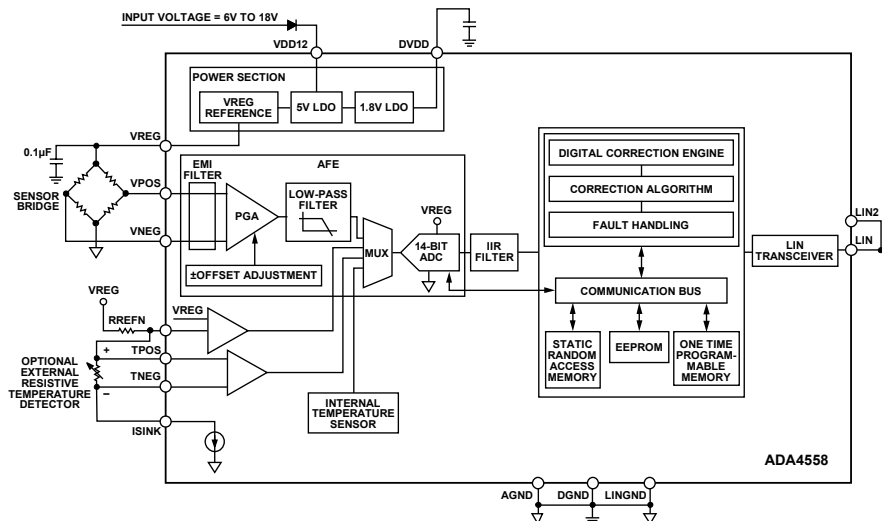 INPUT VOLTAGE = 6V TO 18V
VDD12
DVDD
POWER SECTION
VREG
REFERENCE
5V LDO
1.8V LDO
VREG
0.1µF
SENSOR
BRIDGE
VPOS
VNEG
EMI
FILTER
AFE
PGA
LOW-PASS
FILTER
±OFFSET ADJUSTMENT
MUX
VREG
14-BIT
ADC
IIR
FILTER
DIGITAL CORRECTION ENGINE
CORRECTION ALGORITHM
FAULT HANDLING
COMMUNICATION BUS
STATIC
RANDOM
ACCESS
MEMORY
EEPROM
ONE TIME
PROGRAM-
MABLE
MEMORY
LIN
TRANSCEIVER
LIN2
LIN
VREG
RREFN
VREG
+
TPOS
OPTIONAL
EXTERNAL
RESISTIVE
TEMPERATURE
DETECTOR
TNEG
–
ISINK
INTERNAL
TEMPERATURE
SENSOR
ADA4558
AGND
DGND
LINGND